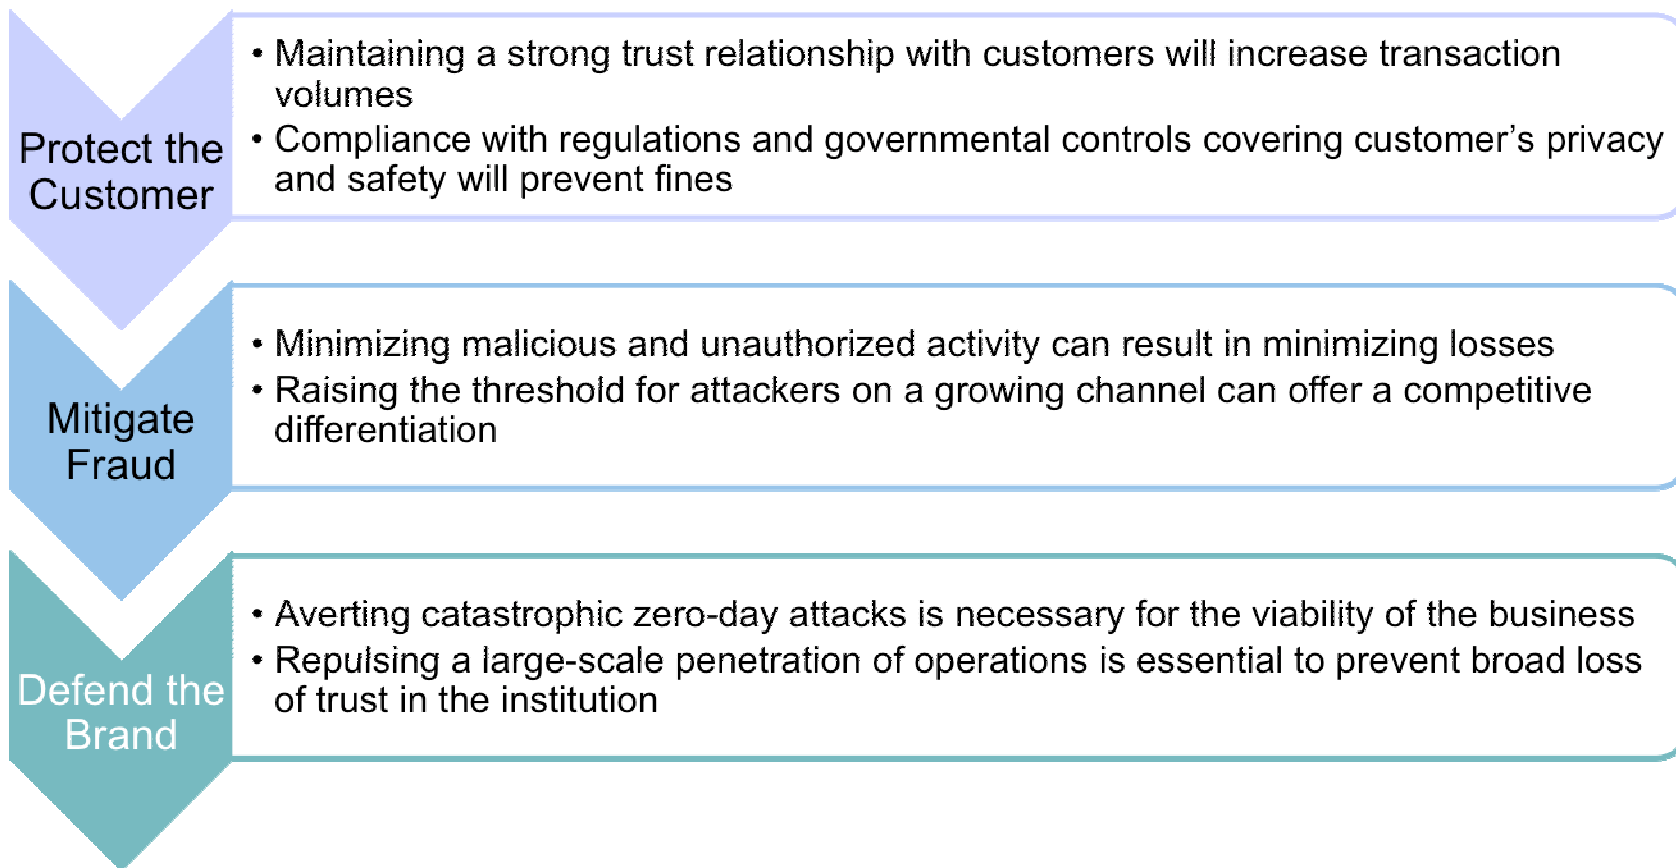 Protect the
Customer
• Maintaining a strong trust relationship with customers will increase transaction
volumes
• Compliance with regulations and governmental controls covering customer’s privacy
and safety will prevent fines
Mitigate
Fraud
• Minimizing malicious and unauthorized activity can result in minimizing losses
• Raising the threshold for attackers on a growing channel can offer a competitive
differentiation
Defend the
Brand
• Averting catastrophic zero-day attacks is necessary for the viability of the business
• Repulsing a large-scale penetration of operations is essential to prevent broad loss
of trust in the institution